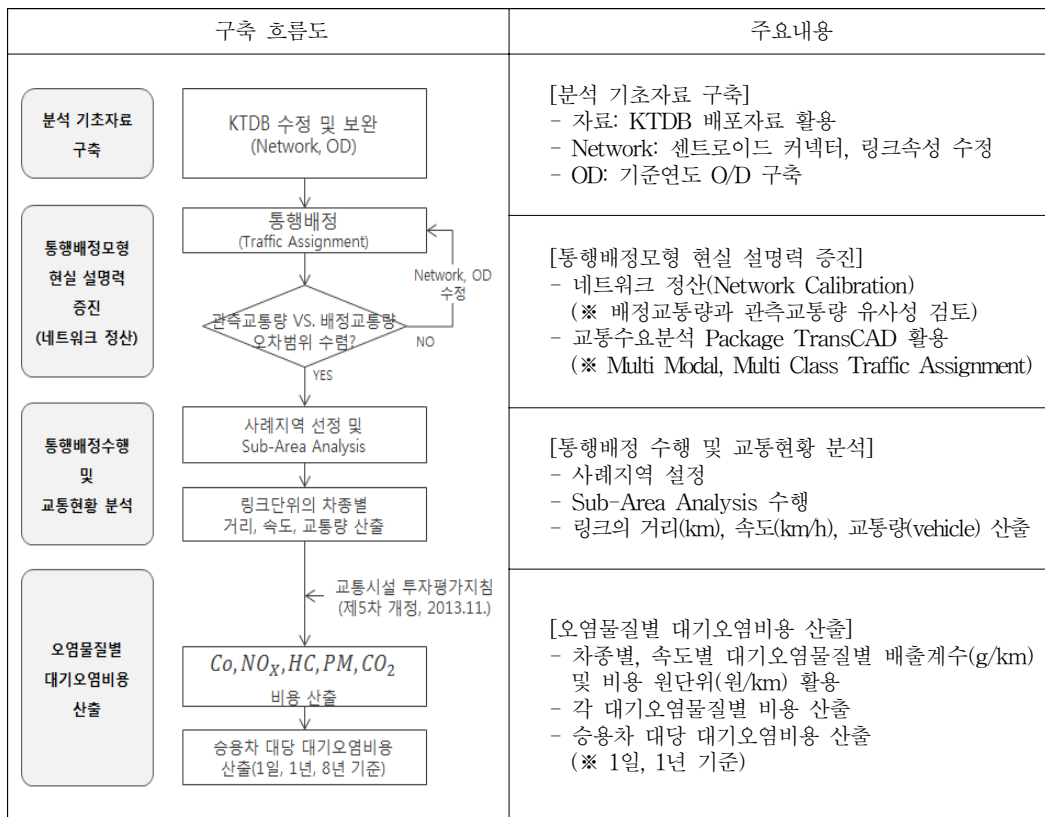 구축 흐름도
주요내용
분석 기초자료
구축
KTDB 수정 및 보완
(Network, OD)
[분석 기초자료 구축]
- 자료: KTDB 배포자료 활용
- Network: 센트로이드 커넥터, 링크속성 수정
- OD: 기준연도 O/D 구축
통행배정모형
현실 설명력
증진
(네트워크 정산)
통행배정
(Traffic Assignment)
Network, OD
수정
관측교통량 VS. 배정교통량
오차범위 수렴?
NO
YES
[통행배정모형 현실 설명력 증진]
- 네트워크 정산(Network Calibration)
(※ 배정교통량과 관측교통량 유사성 검토)
- 교통수요분석 Package TransCAD 활용
(※ Multi Modal, Multi Class Traffic Assignment)
통행배정수행
및
교통현황 분석
사례지역 선정 및
Sub-Area Analysis
링크단위의 차종별
거리, 속도, 교통량 산출
[통행배정 수행 및 교통현황 분석]
- 사례지역 설정
- Sub-Area Analysis 수행
- 링크의 거리(km), 속도(km/h), 교통량(vehicle) 산출
오염물질별
대기오염비용
산출
교통시설 투자평가지침
(제5차 개정, 2013.11.)
Co, NOX, HC, PM, CO2
비용 산출
승용차 대당 대기오염비용
산출(1일, 1년, 8년 기준)
[오염물질별 대기오염비용 산출]
- 차종별, 속도별 대기오염물질별 배출계수(g/km)
및 비용 원단위(원/km) 활용
- 각 대기오염물질별 비용 산출
- 승용차 대당 대기오염비용 산출
(※ 1일, 1년 기준)